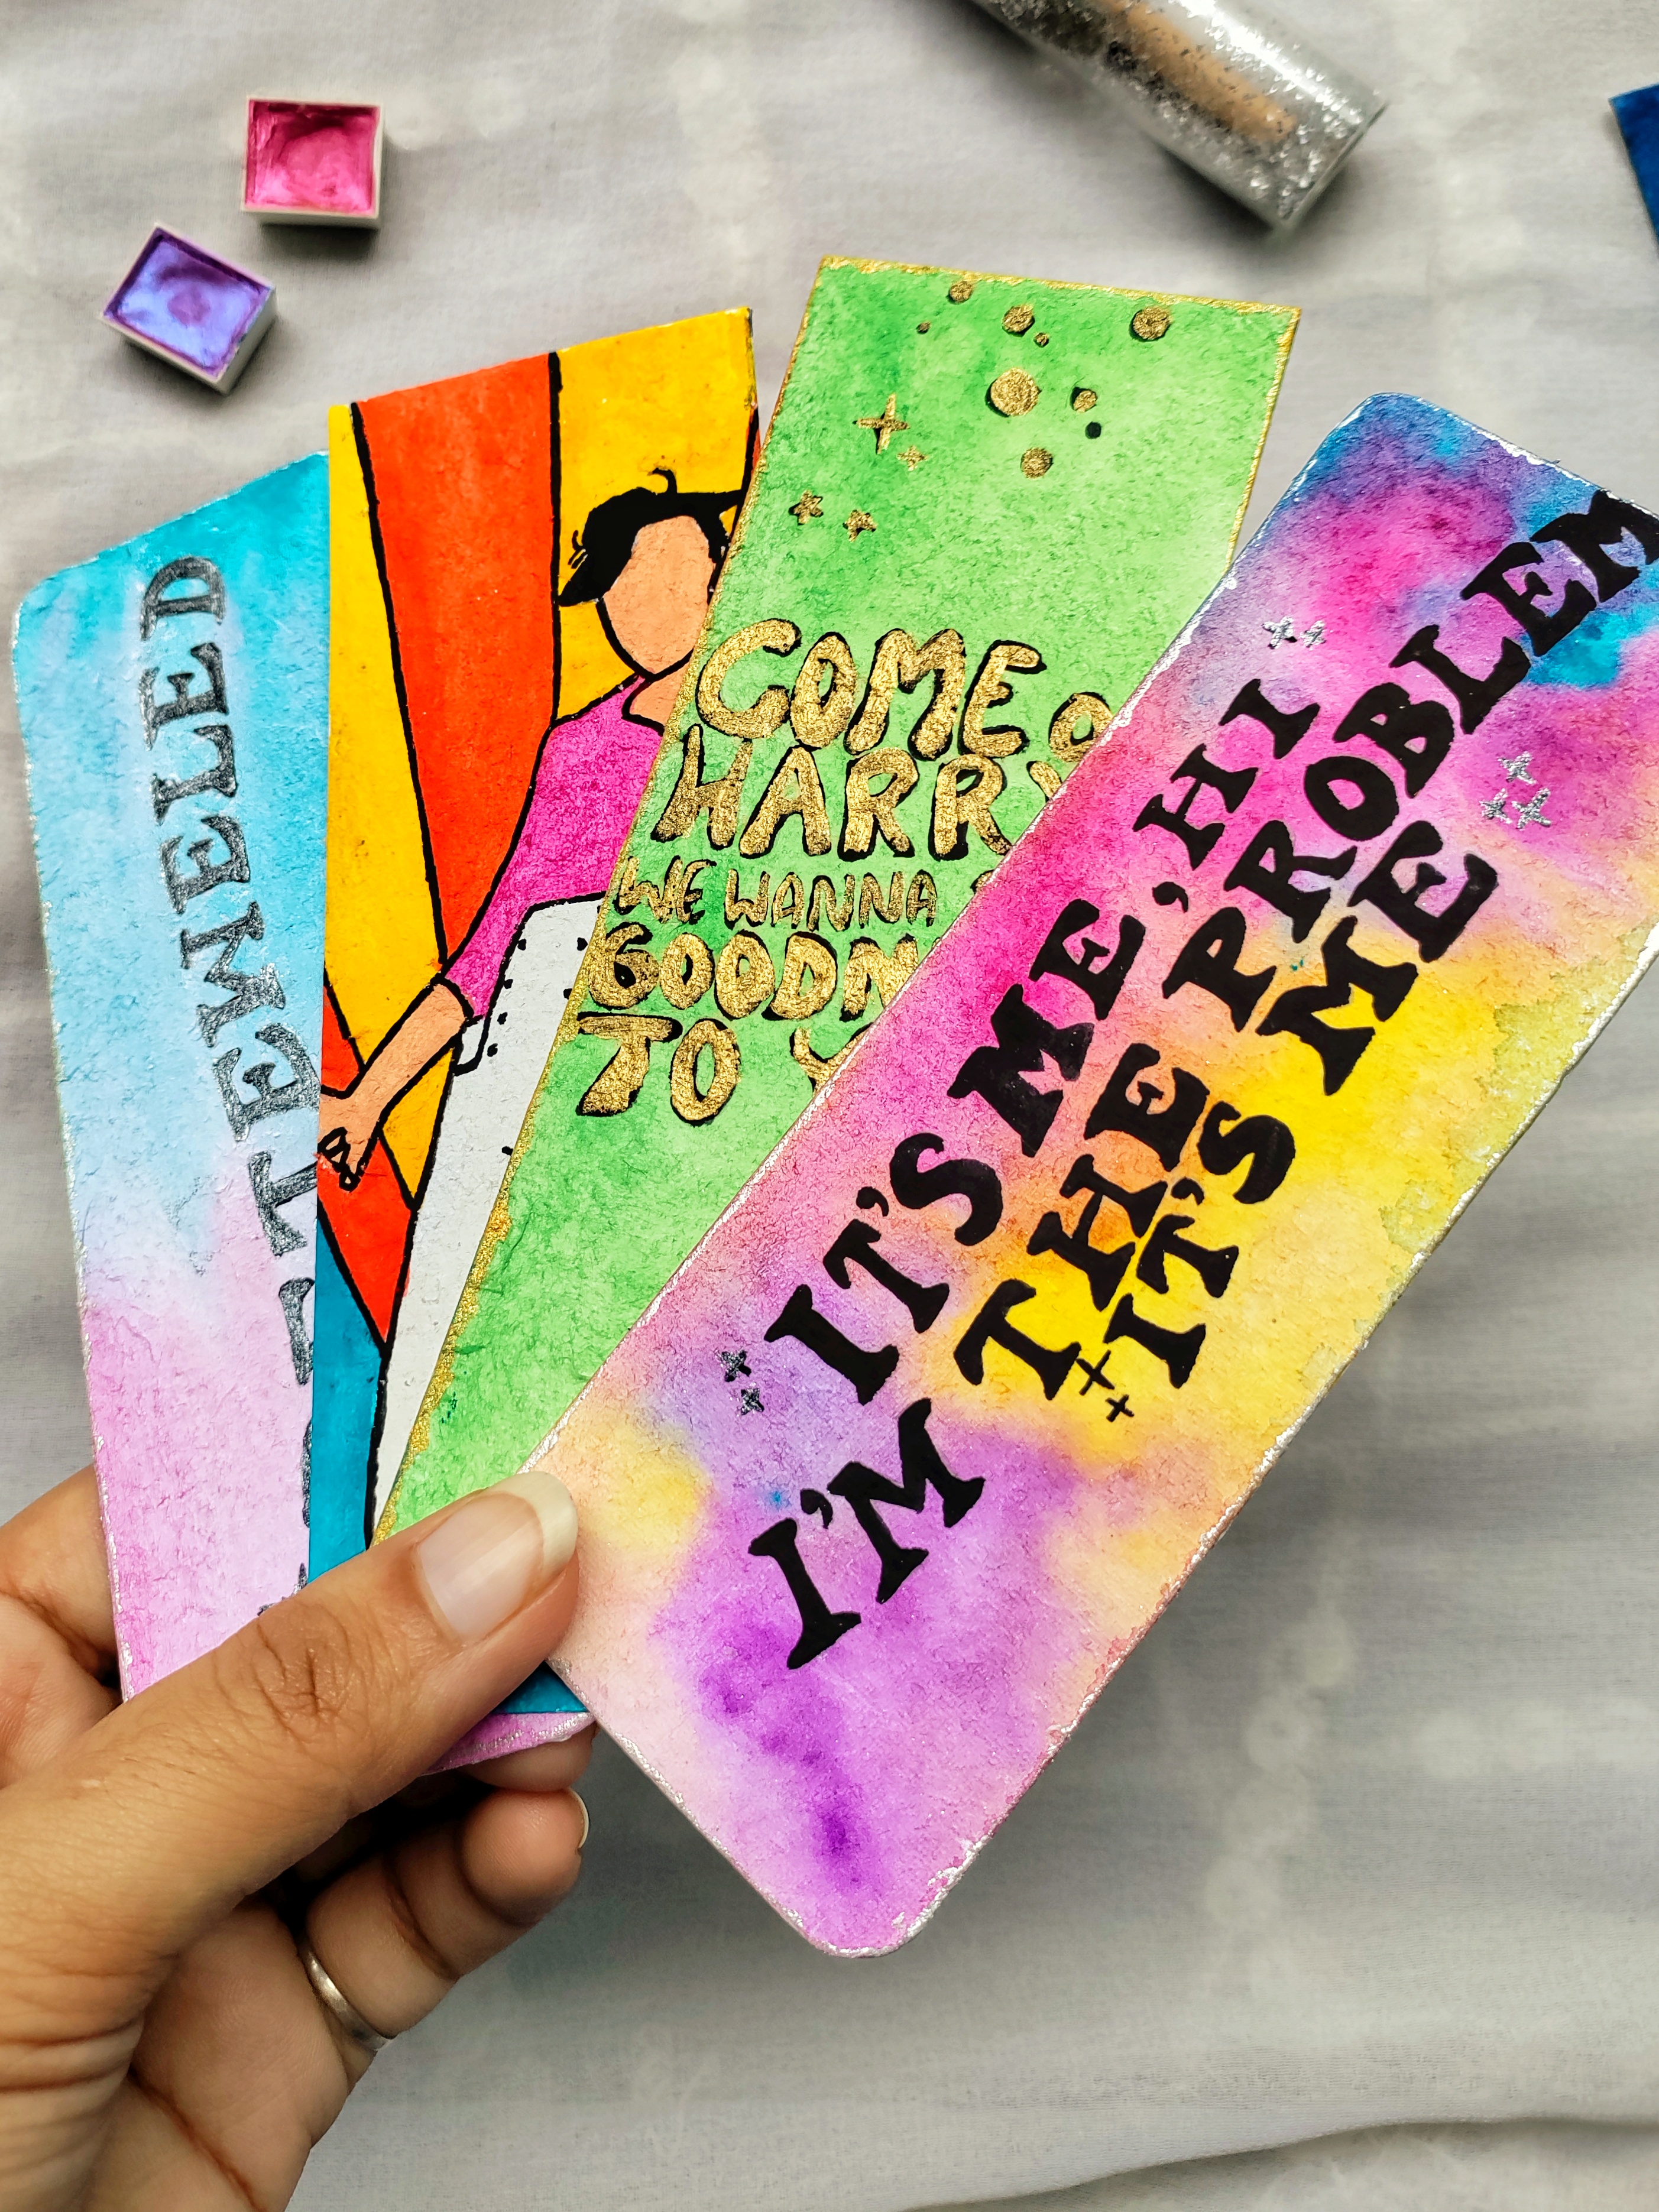 JEWELED
COME O
HARRY
WE WANNA
GOODN
TO Y
IT'S ME, HI
I'M THE PROBLEM
IT'S ME